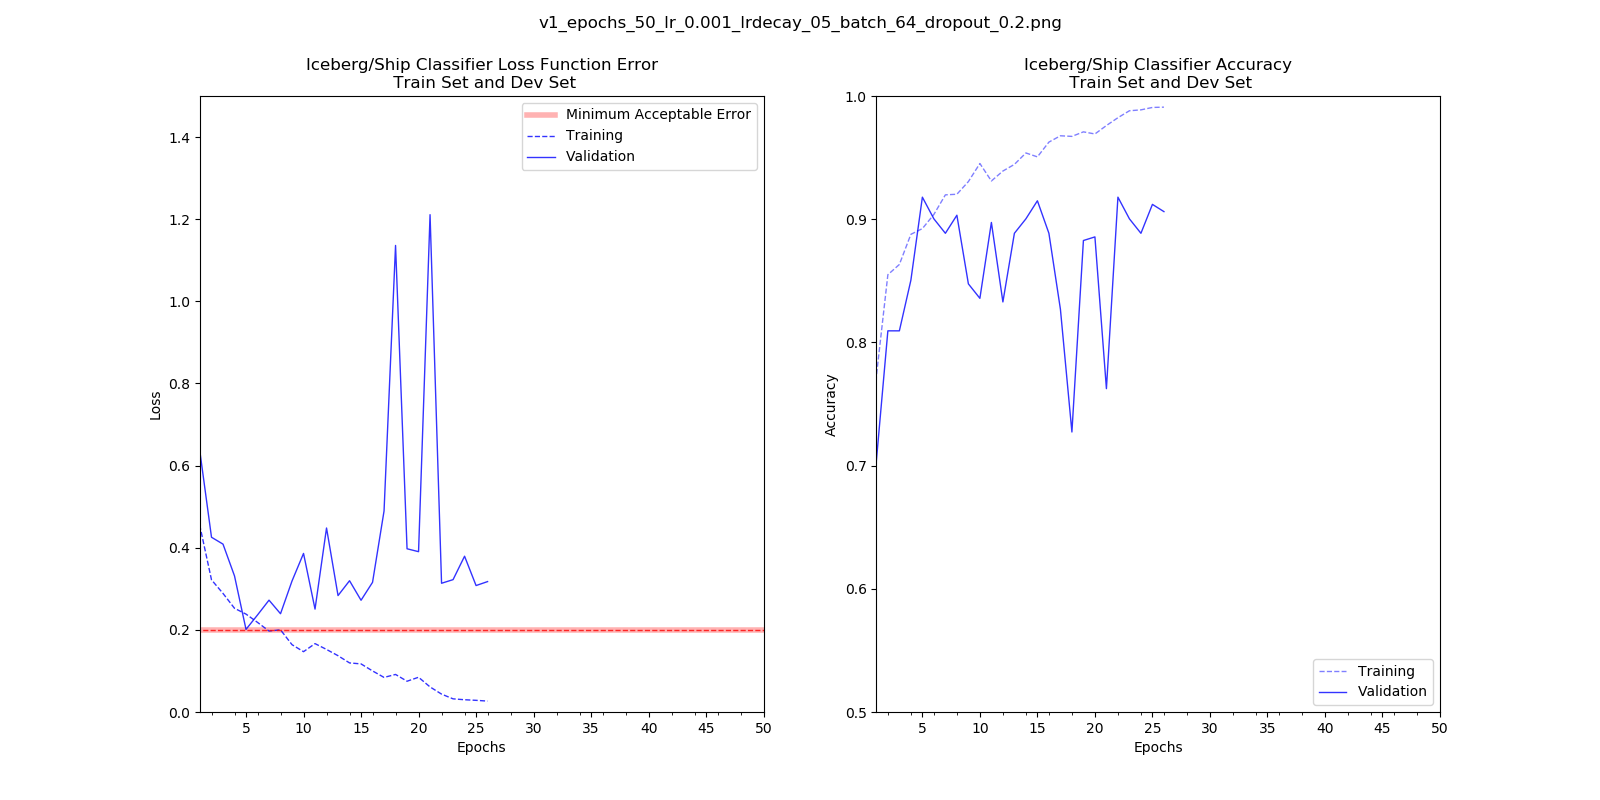 v1_epochs_50_lr_0.001_lrdecay_05_batch_64_dropout_0.2.png
Iceberg/Ship Classifier Loss Function Error
Train Set and Dev Set
1.4
1.2
1.0
0.8
0.6
0.4
0.2
0.0
Loss
Minimum Acceptable Error
Training
Validation
5 10 15 20 25 30 35 40 45 50
Epochs
Iceberg/Ship Classifier Accuracy
Train Set and Dev Set
1.0
0.9
0.8
0.7
0.6
0.5
Accuracy
Training
Validation
5 10 15 20 25 30 35 40 45 50
Epochs